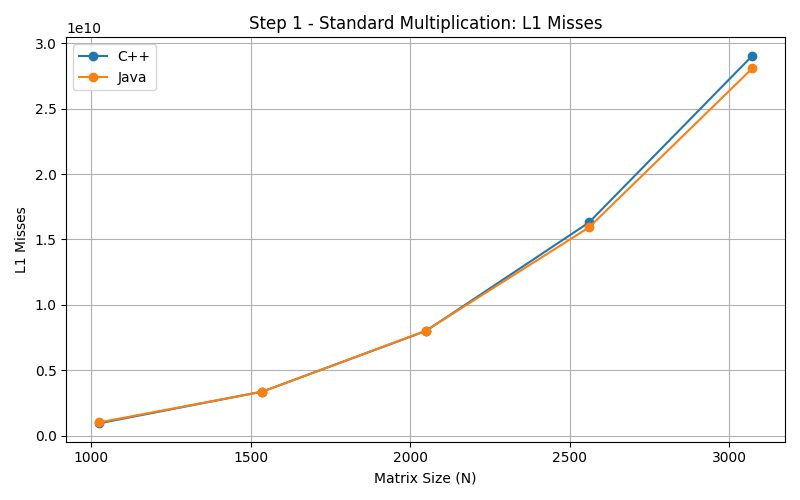 Step 1 - Standard Multiplication: L1 Misses
1e10
3.0
2.5
2.0
1.5
1.0
0.5
0.0
L1 Misses
C++
Java
1000
1500
2000
2500
3000
Matrix Size (N)